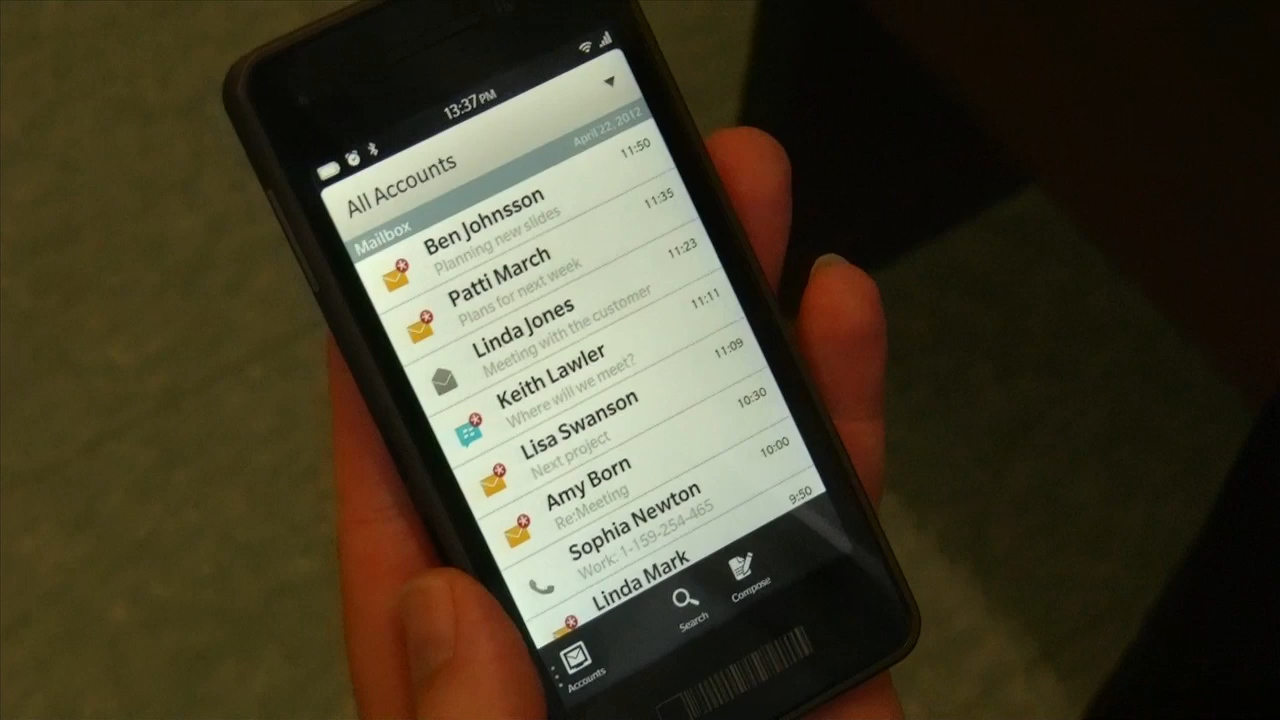 13:37PM
All Accounts
Mailbox April 22, 2012
Ben Johnsson 11:50
Planning new slides
Patti March 11:35
Plans for next week
Linda Jones 11:23
Meeting with the customer
Keith Lawler 11:11
Where will we meet?
Lisa Swanson 11:09
Next project
Amy Born 10:30
Re:Meeting
Sophia Newton 10:00
Work: 1-159-254-465
Linda Mark 9:50
Accounts
Search
Compose